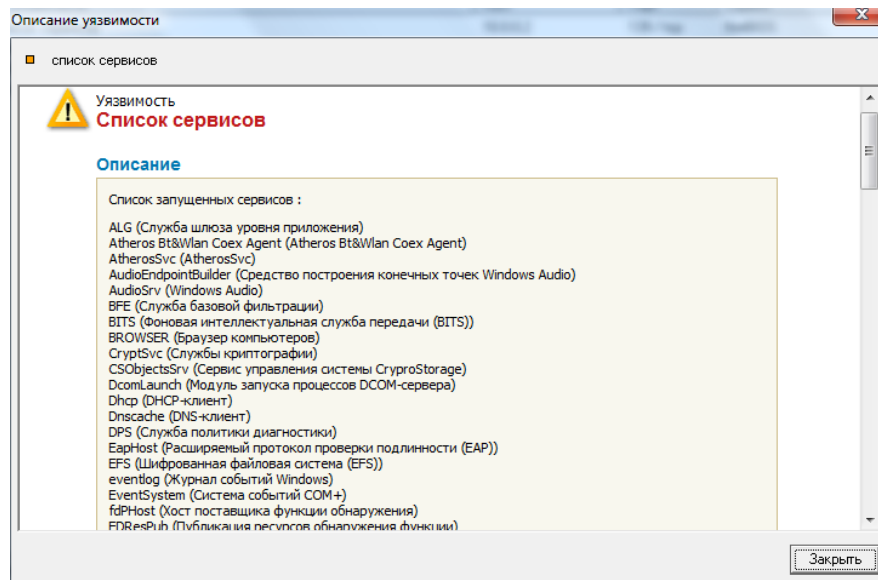 Описание уязвимости
список сервисов
Уязвимость
Список сервисов
Описание
Список запущенных сервисов :
ALG (Служба шлюза уровня приложения)
Atheros Bt&Wlan Coex Agent (Atheros Bt&Wlan Coex Agent)
AtherosSvc (AtherosSvc)
AudioEndpointBuilder (Средство построения конечных точек Windows Audio)
AudioSrv (Windows Audio)
BFE (Служба базовой фильтрации)
BITS (Фоновая интеллектуальная служба передачи (BITS))
BROWSER (Браузер компьютеров)
CryptSvc (Службы криптографии)
CSObjectsSrv (Сервис управления системы CryproStorage)
DcomLaunch (Модуль запуска процессов DCOM-сервера)
Dhcp (DHCP-клиент)
Dnscache (DNS-клиент)
DPS (Служба политики диагностики)
EapHost (Расширяемый протокол проверки подлинности (EAP))
EFS (Шифрованная файловая система (EFS))
eventlog (Журнал событий Windows)
EventSystem (Система событий COM+)
fdPHost (Хост поставщика функции обнаружения)
FDResPub (Публикация ресурсов обнаружения функции)
Закрыть